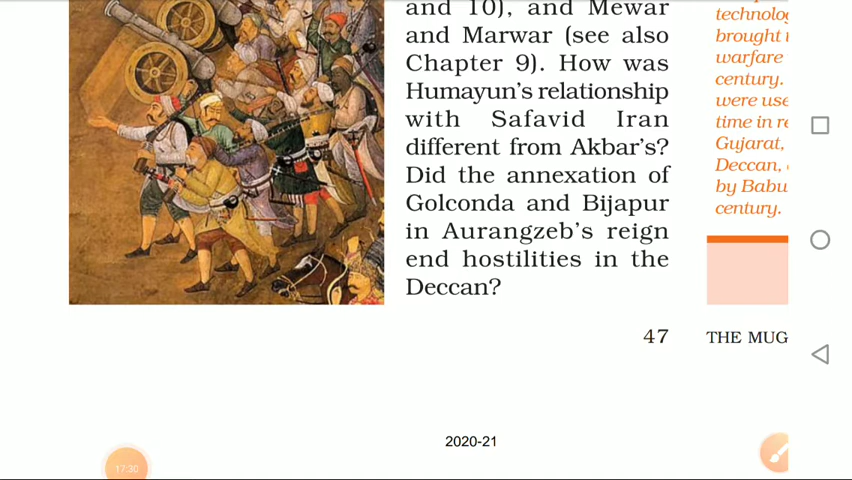 and 10), and Mewar
and Marwar (see also
Chapter 9). How was
Humayun's relationship
with Safavid Iran
different from Akbar's?
Did the annexation of
Golconda and Bijapur
in Aurangzeb's reign
end hostilities in the
Deccan?
brought
warfare
century.
were use
time in
Gujarat,
Deccan,
by Babu
century.
47
THE MUG
2020-21
17:30